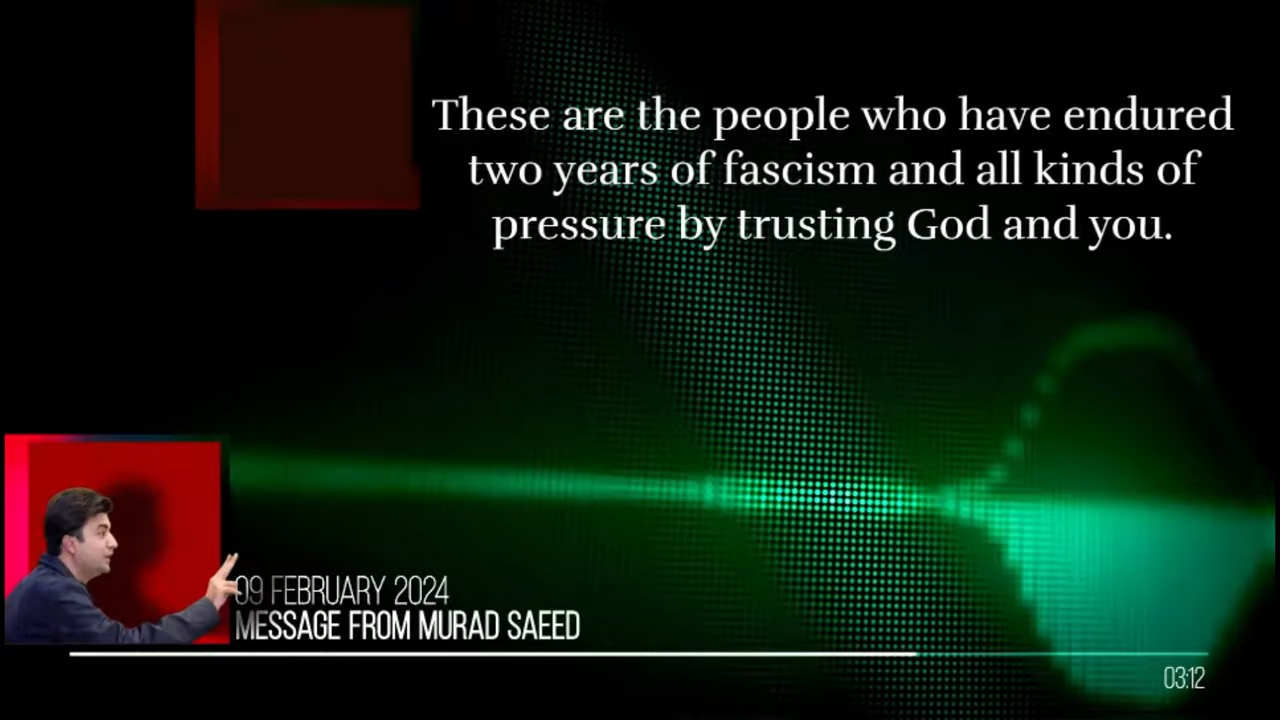 These are the people who have endured
two years of fascism and all kinds of
pressure by trusting God and you.
09 FEBRUARY 2024
MESSAGE FROM MURAD SAEED
03:12